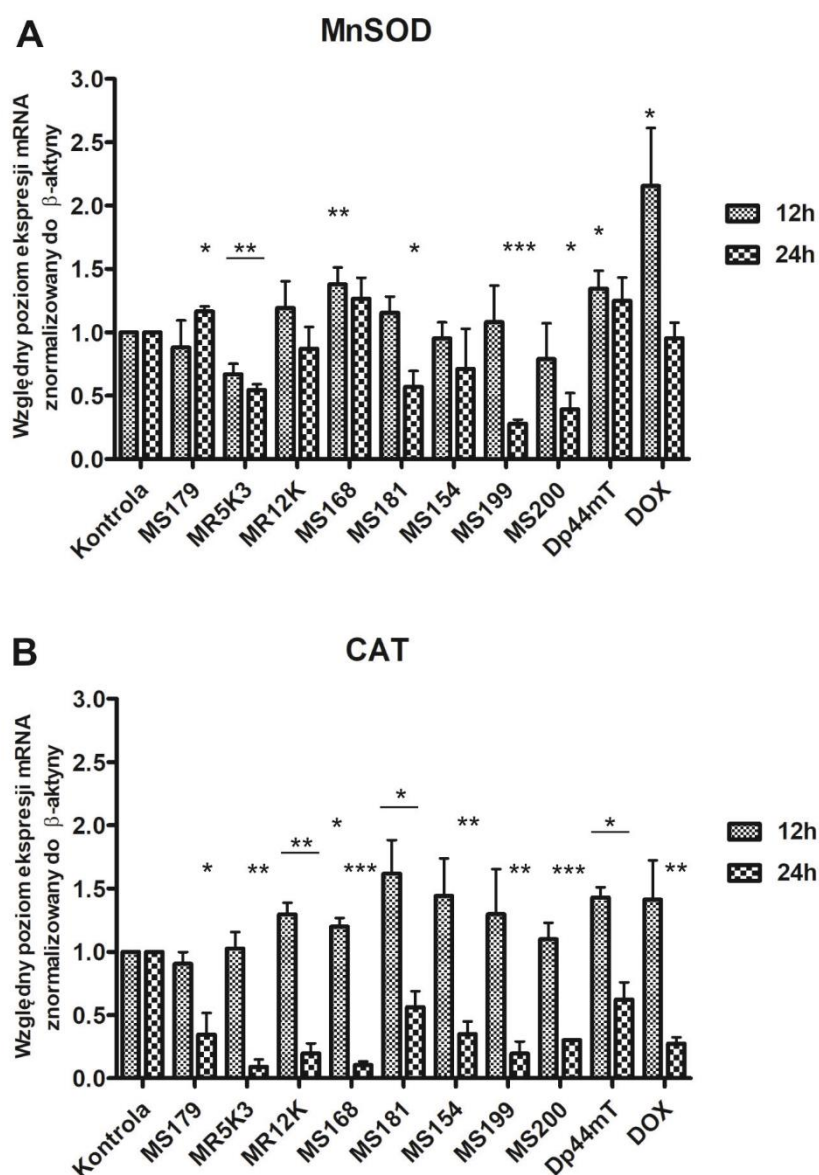 A
MnSOD
Względny poziom ekspresji mRNA
znormalizowany do β-aktyny
3.0
2.5
2.0
1.5
1.0
0.5
0.0
*
**
**
*
***
*
*
*
12h
24h
Kontrola
MS179
MR5K3
MR12K
MS168
MS181
MS154
MS199
MS200
Dp44mT
DOX
B
CAT
Względny poziom ekspresji mRNA
znormalizowany do β-aktyny
3.0
2.5
2.0
1.5
1.0
0.5
0.0
*
**
**
*
***
*
**
**
***
*
**
12h
24h
Kontrola
MS179
MR5K3
MR12K
MS168
MS181
MS154
MS199
MS200
Dp44mT
DOX